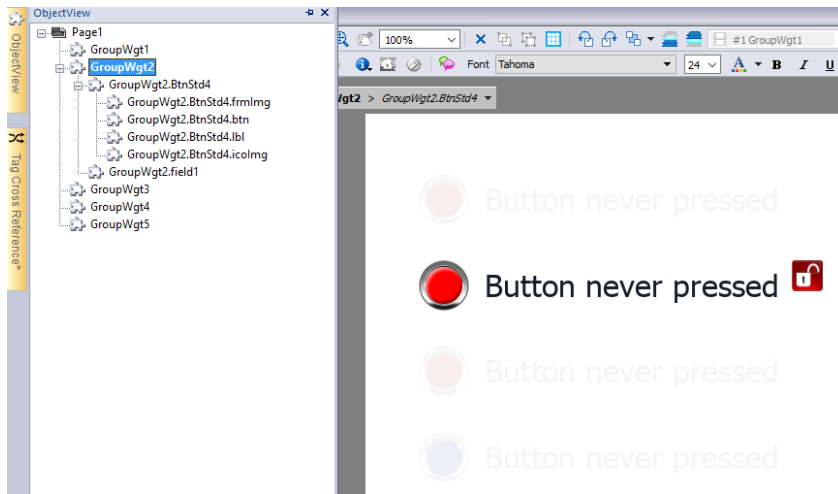 ObjectView
Page1
GroupWgt1
GroupWgt2
GroupWgt2.BtnStd4
GroupWgt2.BtnStd4.frmImg
GroupWgt2.BtnStd4.btn
GroupWgt2.BtnStd4.lbl
GroupWgt2.BtnStd4.icoImg
GroupWgt2.field1
GroupWgt3
GroupWgt4
GroupWgt5
ObjectView
Tag Cross Reference*
100%
#1 GroupWgt1
Font Tahoma
24 A B I U
Wgt2 > GroupWgt2.BtnStd4
Button never pressed
Button never pressed
Button never pressed
Button never pressed